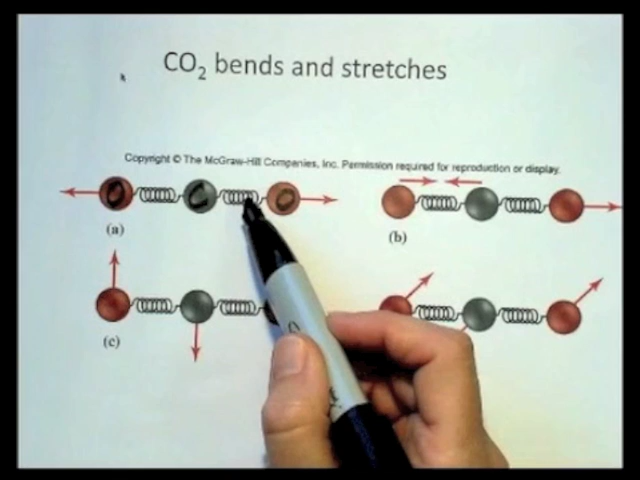 CO₂ bends and stretches
Copyright © The McGraw-Hill Companies, Inc. Permission required for reproduction or display.
O C O
(a)
(b)
(c)